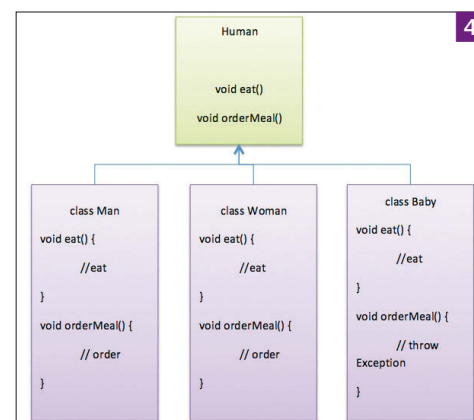 4
Human
void eat()
void orderMeal()
class Man
void eat() {
//eat
}
void orderMeal() {
// order
}
class Woman
void eat() {
//eat
}
void orderMeal() {
// order
}
class Baby
void eat() {
//eat
}
void orderMeal() {
// throw
Exception
}